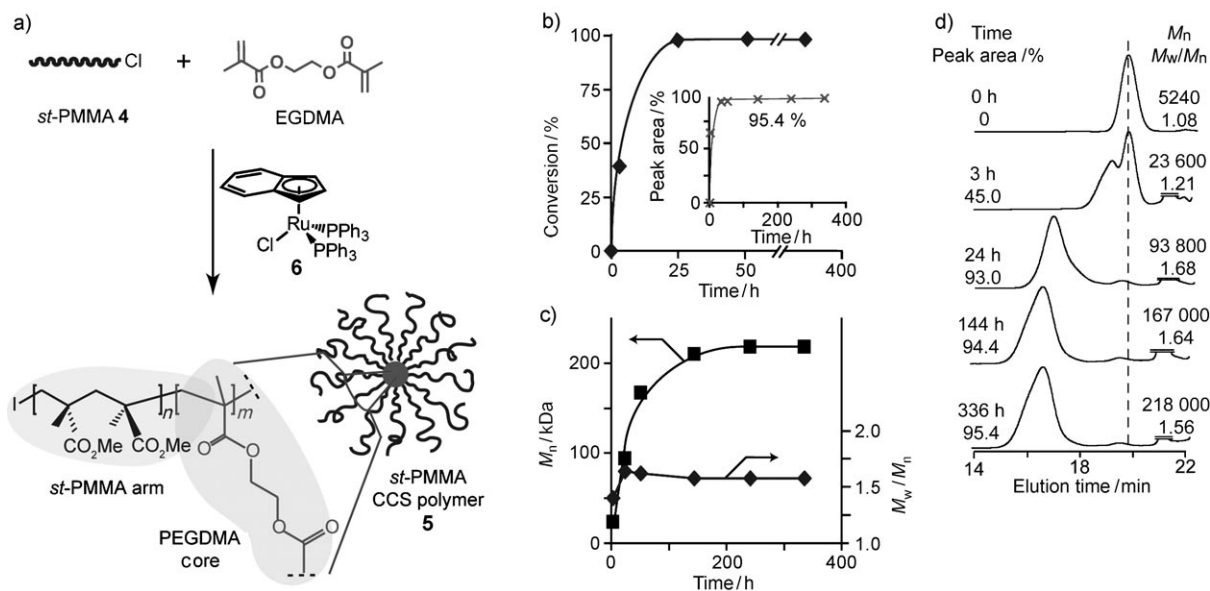 a)
Cl
+
O
O
O
O
st-PMMA 4
EGDMA
Ru
Cl
PPh3
PPh3
6
I
n
m
CO2Me
CO2Me
O
O
O
O
st-PMMA arm
PEGDMA
core
st-PMMA
CCS polymer
5
b)
Conversion / %
100
75
50
25
0
0
25
50
400
Time / h
Peak area / %
100
50
0
95.4 %
0
200
400
Time / h
c)
Mn / kDa
200
100
0
2.0
1.5
1.0
Mw / Mn
0
100
200
300
400
Time / h
d)
Time
Peak area / %
Mn
Mw/Mn
0 h
0
5240
1.08
3 h
45.0
23 600
1.21
24 h
93.0
93 800
1.68
144 h
94.4
167 000
1.64
336 h
95.4
218 000
1.56
14
18
22
Elution time / min